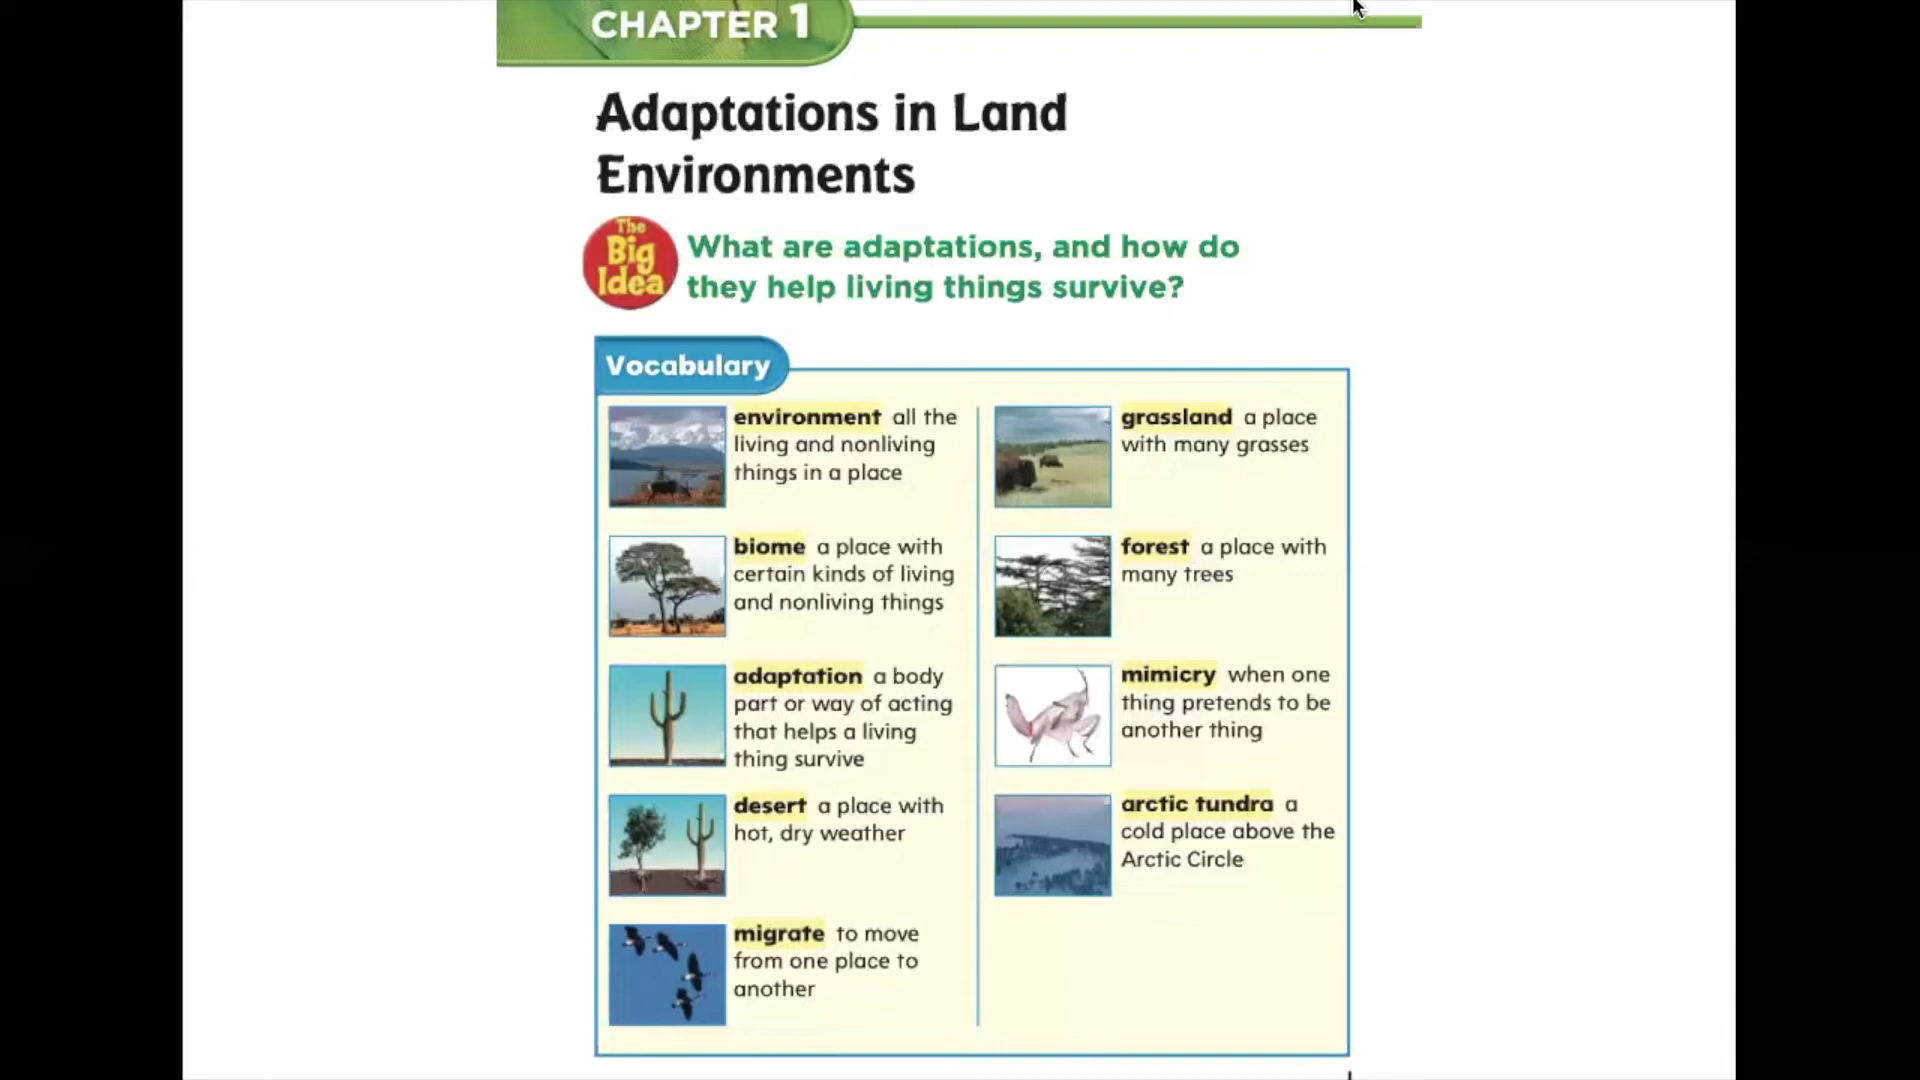 CHAPTER 1
Adaptations in Land
Environments
The
Big
Idea
What are adaptations, and how do
they help living things survive?
Vocabulary
environment all the
living and nonliving
things in a place
biome a place with
certain kinds of living
and nonliving things
adaptation a body
part or way of acting
that helps a living
thing survive
desert a place with
hot, dry weather
migrate to move
from one place to
another
grassland a place
with many grasses
forest a place with
many trees
mimicry when one
thing pretends to be
another thing
arctic tundra a
cold place above the
Arctic Circle